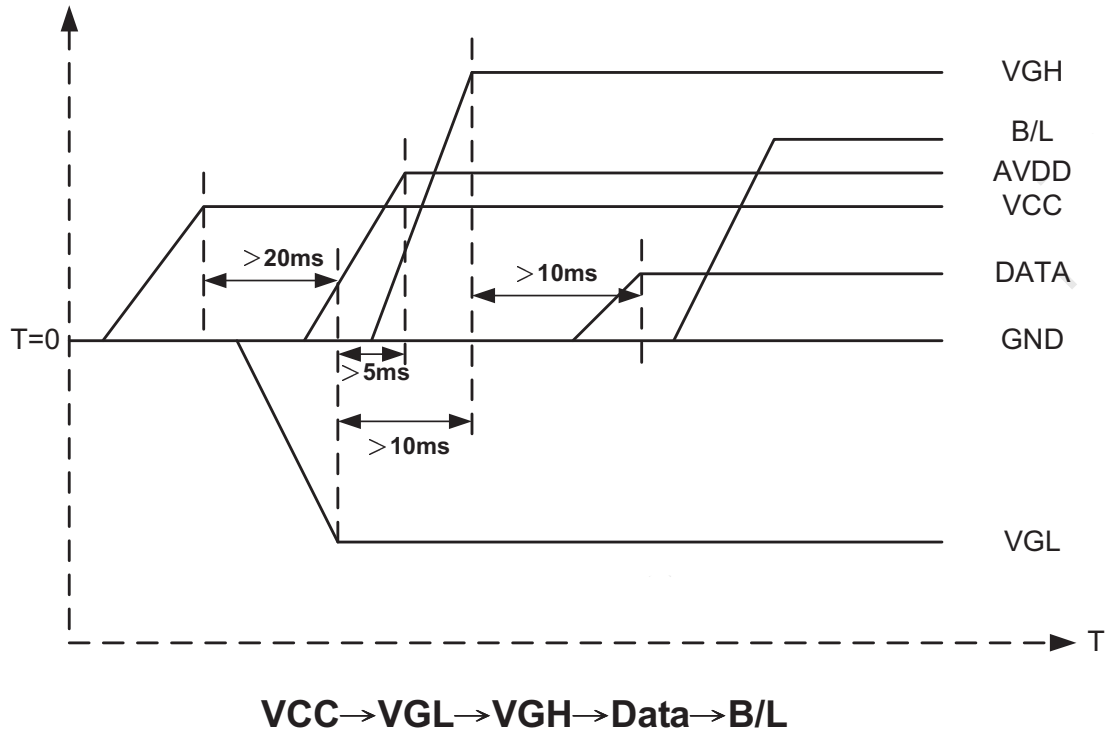 VGH
B/L
AVDD
VCC
>20ms
>10ms
DATA
T=0
GND
>5ms
>10ms
VGL
T
VCC→VGL→VGH→Data→B/L